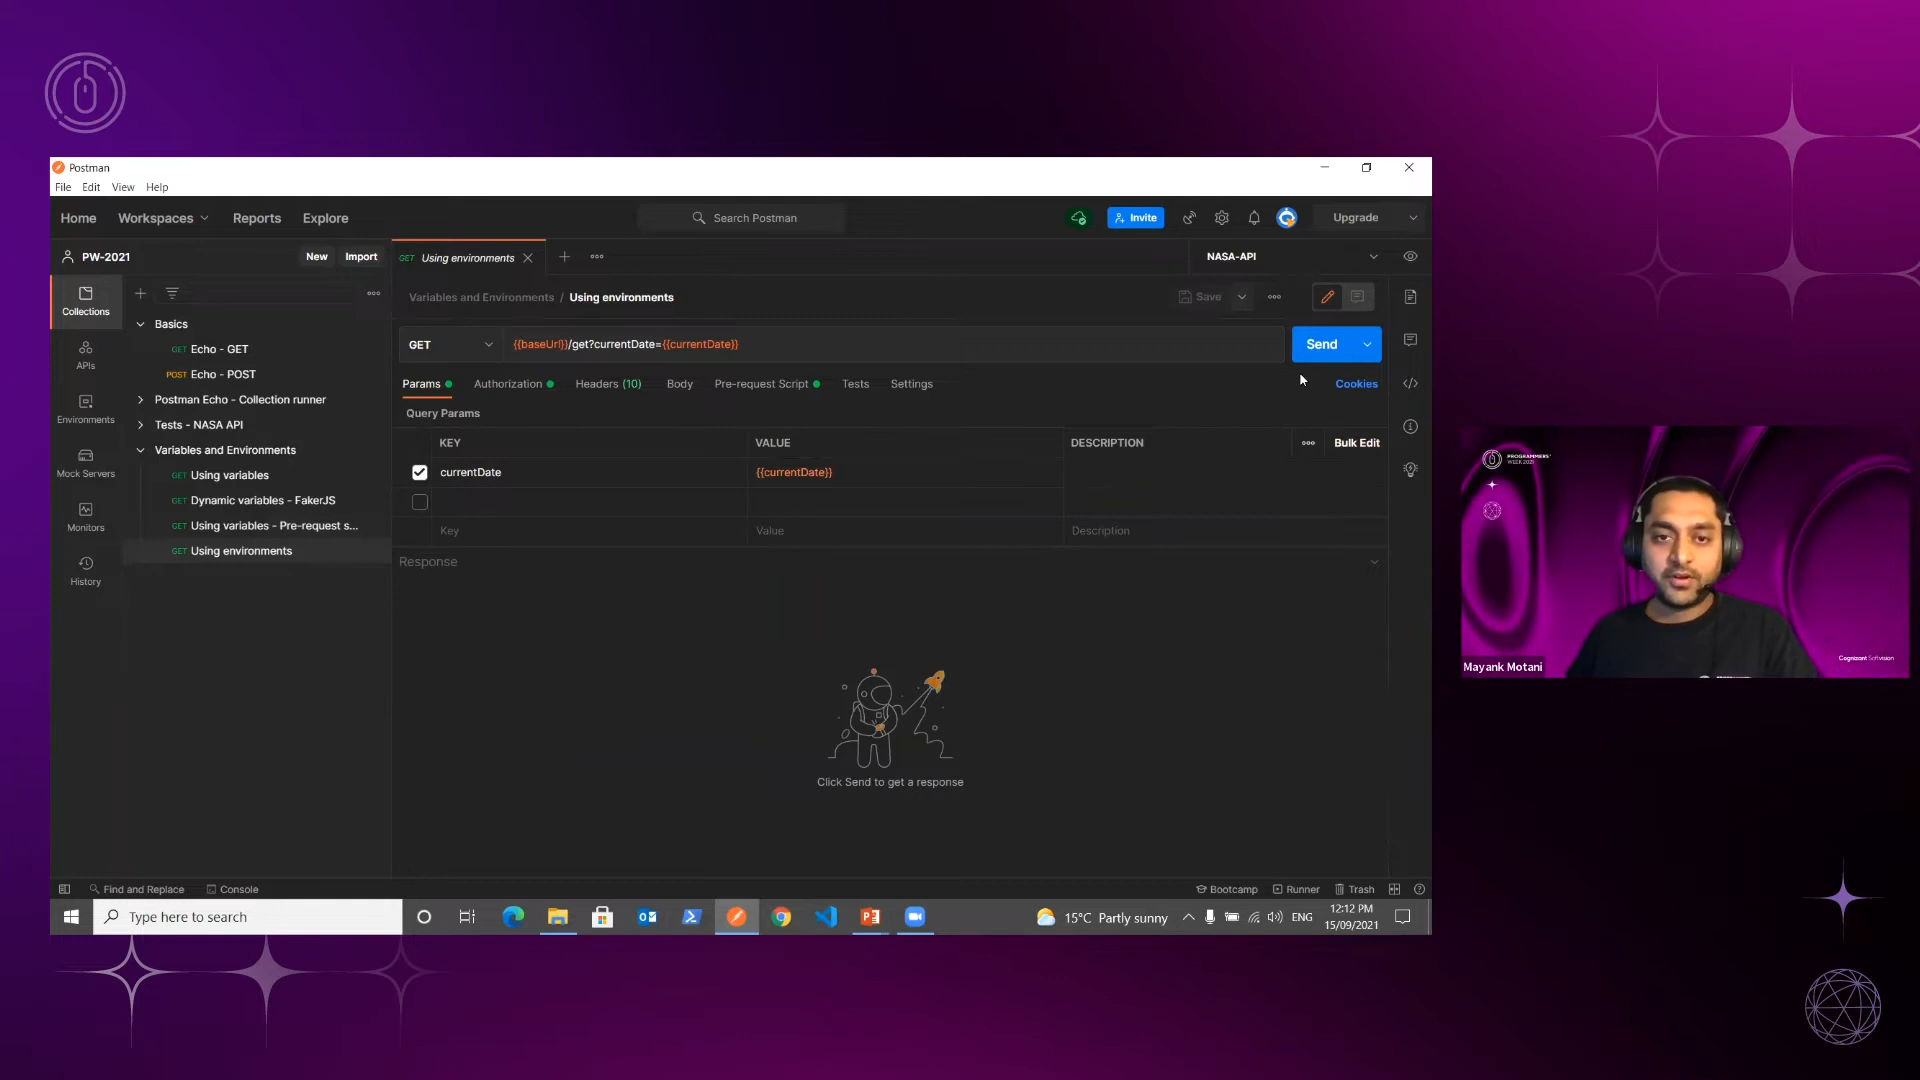 Postman
File Edit View Help
Home Workspaces Reports Explore
Search Postman
Invite
Upgrade
PW-2021 New Import
GET Using environments
NASA-API
Collections
APIs
Environments
Mock Servers
Monitors
History
Basics
GET Echo - GET
POST Echo - POST
Postman Echo - Collection runner
Tests - NASA API
Variables and Environments
GET Using variables
GET Dynamic variables - FakerJS
GET Using variables - Pre-request s...
GET Using environments
Variables and Environments / Using environments
Save
GET {{baseUrl}}/get?currentDate={{currentDate}}
Send
Params Authorization Headers (10) Body Pre-request Script Tests Settings
Cookies
Query Params
KEY VALUE DESCRIPTION Bulk Edit
currentDate {{currentDate}}
Key Value Description
Response
Click Send to get a response
PROGRAMMERS'
WEEK 2021
Cognizant Softvision
Mayank Motani
Find and Replace Console
Bootcamp Runner Trash
Type here to search
15°C Partly sunny
ENG
12:12 PM
15/09/2021